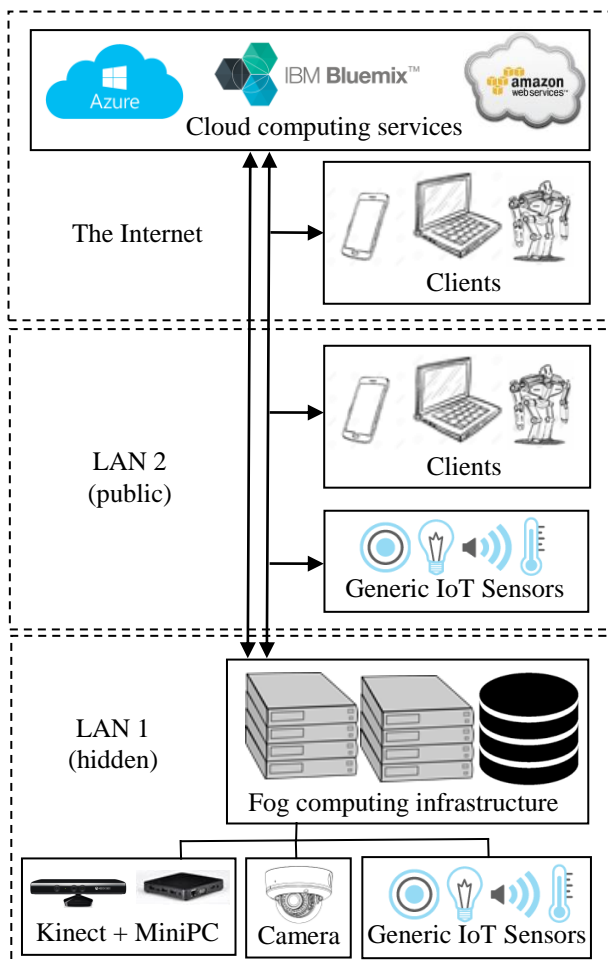 Azure
IBM Bluemix™
amazon
webservices™
Cloud computing services
The Internet
Clients
LAN 2
(public)
Clients
Generic IoT Sensors
LAN 1
(hidden)
Fog computing infrastructure
Kinect + MiniPC
Camera
Generic IoT Sensors